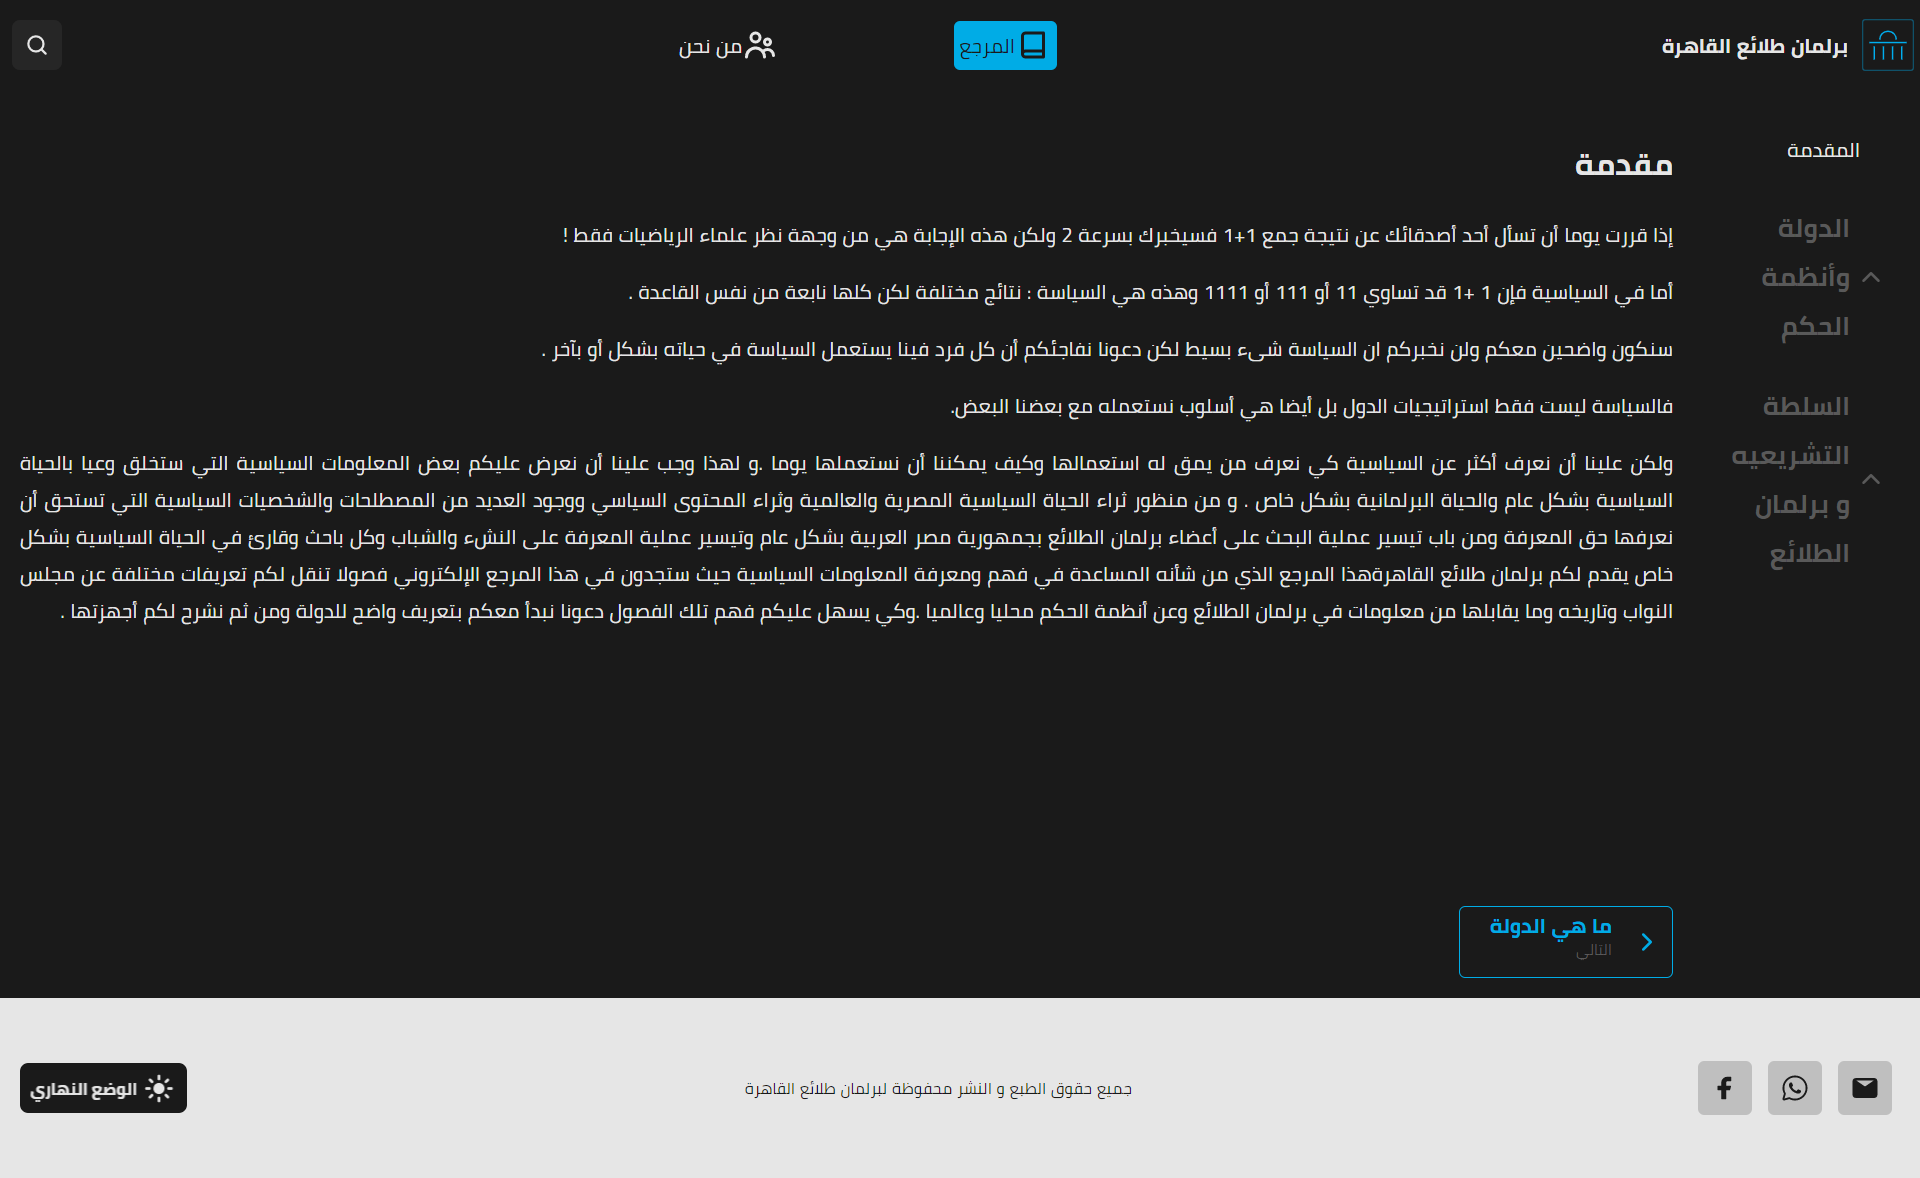 برلمان طلائع القاهرة
المرجع
من نحن
المقدمة
الدولة
وأنظمة
الحكم
السلطة
التشريعيه
و برلمان
الطلائع
مقدمة
إذا قررت يوما أن تسأل أحد أصدقائك عن نتيجة جمع 1+1 فسيخبرك بسرعة 2 ولكن هذه الإجابة هي من وجهة نظر علماء الرياضيات فقط !
أما في السياسية فإن 1 +1 قد تساوي 11 أو 111 أو 1111 وهذه هي السياسة : نتائج مختلفة لكن كلها نابعة من نفس القاعدة .
سنكون واضحين معكم ولن نخبركم ان السياسة شىء بسيط لكن دعونا نفاجئكم أن كل فرد فينا يستعمل السياسة في حياته بشكل أو بآخر .
فالسياسة ليست فقط استراتيجيات الدول بل أيضا هي أسلوب نستعمله مع بعضنا البعض.
ولكن علينا أن نعرف أكثر عن السياسية كي نعرف من يمق له استعمالها وكيف يمكننا أن نستعملها يوما .و لهذا وجب علينا أن نعرض عليكم بعض المعلومات السياسية التي ستخلق وعيا بالحياة
السياسية بشكل عام والحياة البرلمانية بشكل خاص . و من منظور ثراء الحياة السياسية المصرية والعالمية وثراء المحتوى السياسي ووجود العديد من المصطلحات والشخصيات السياسية التي تستحق أن
نعرفها حق المعرفة ومن باب تيسير عملية البحث على أعضاء برلمان الطلائع بجمهورية مصر العربية بشكل عام وتيسير عملية المعرفة على النشء والشباب وكل باحث وقارئ في الحياة السياسية بشكل
خاص يقدم لكم برلمان طلائع القاهرةهذا المرجع الذي من شأنه المساعدة في فهم ومعرفة المعلومات السياسية حيث ستجدون في هذا المرجع الإلكتروني فصولا تنقل لكم تعريفات مختلفة عن مجلس
النواب وتاريخه وما يقابلها من معلومات في برلمان الطلائع وعن أنظمة الحكم محليا وعالميا .وكي يسهل عليكم فهم تلك الفصول دعونا نبدأ معكم بتعريف واضح للدولة ومن ثم نشرح لكم أجهزتها .
ما هي الدولة
التالي
جميع حقوق الطبع و النشر محفوظة لبرلمان طلائع القاهرة
الوضع النهاري